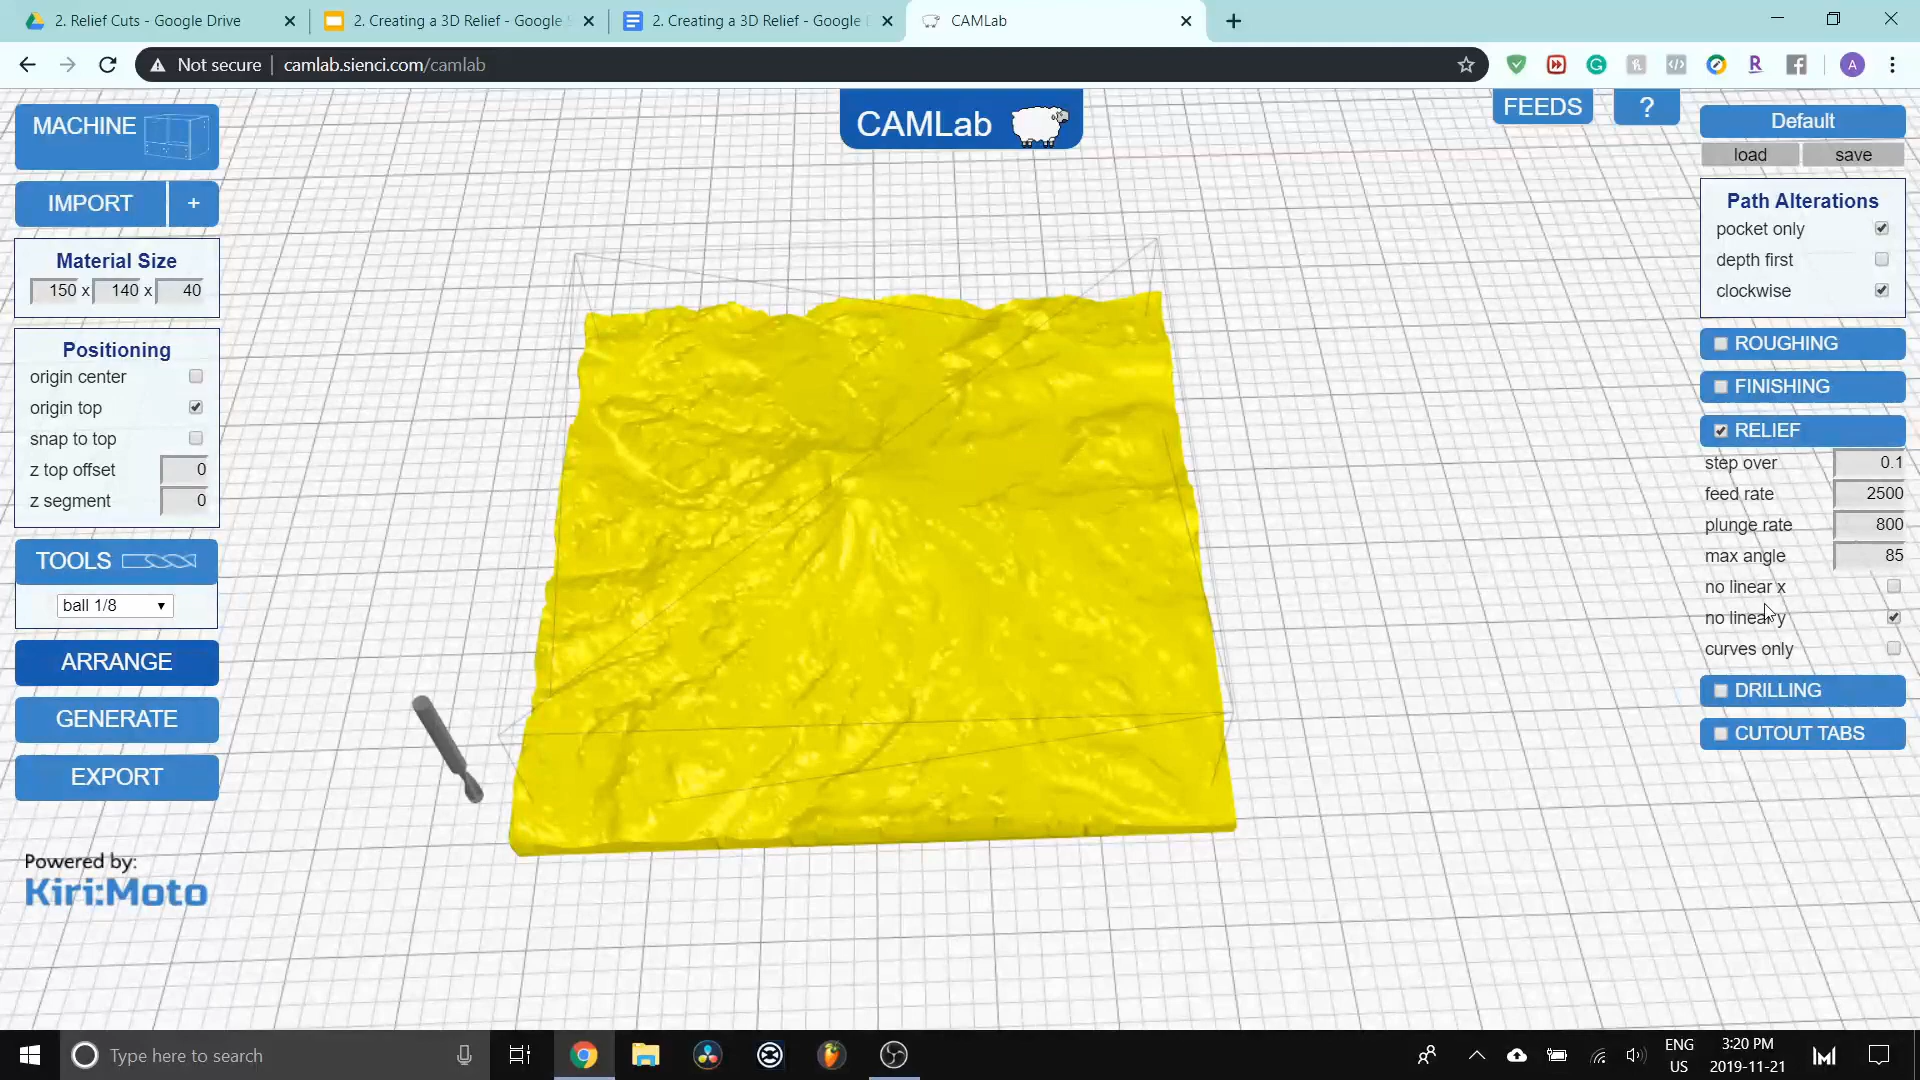 2. Relief Cuts - Google Drive
2. Creating a 3D Relief - Google S
2. Creating a 3D Relief - Google D
CAMLab
Not secure
camlab.sienci.com/camlab
A
MACHINE
IMPORT
+
Material Size
150 x 140 x 40
Positioning
origin center
origin top
snap to top
z top offset 0
z segment 0
TOOLS
ball 1/8
ARRANGE
GENERATE
EXPORT
Powered by:
Kiri:Moto
CAMLab
FEEDS
?
Default
load
save
Path Alterations
pocket only
depth first
clockwise
ROUGHING
FINISHING
RELIEF
step over 0.1
feed rate 2500
plunge rate 800
max angle 85
no linear x
no linear y
curves only
DRILLING
CUTOUT TABS
Type here to search
ENG
US
3:20 PM
2019-11-21